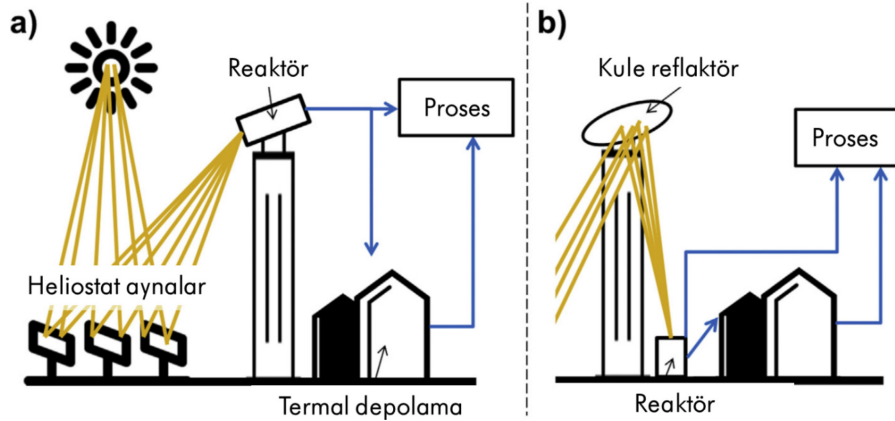 a)
Reaktör
Proses
Heliostat aynalar
Termal depolama
b)
Kule reflaktör
Proses
Reaktör